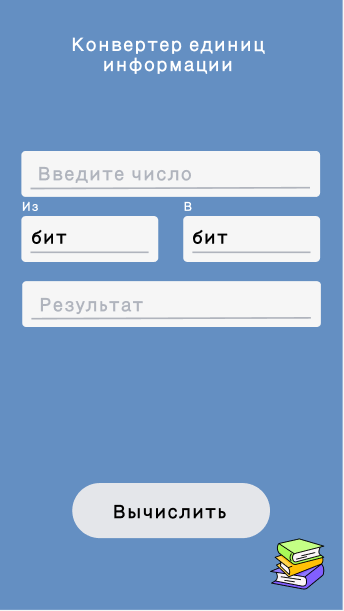 Конвертер единиц
информации
Введите число
Из
В
бит
бит
Результат
Вычислить